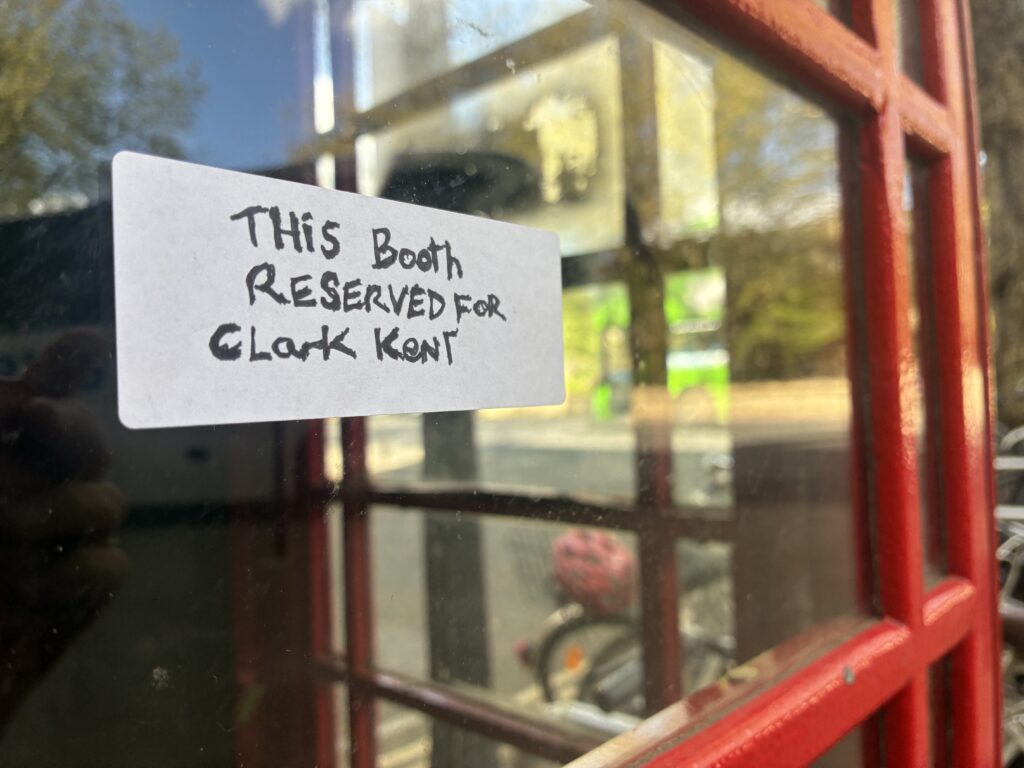 THiS Booth
RESERVED FOR
CLark KenT